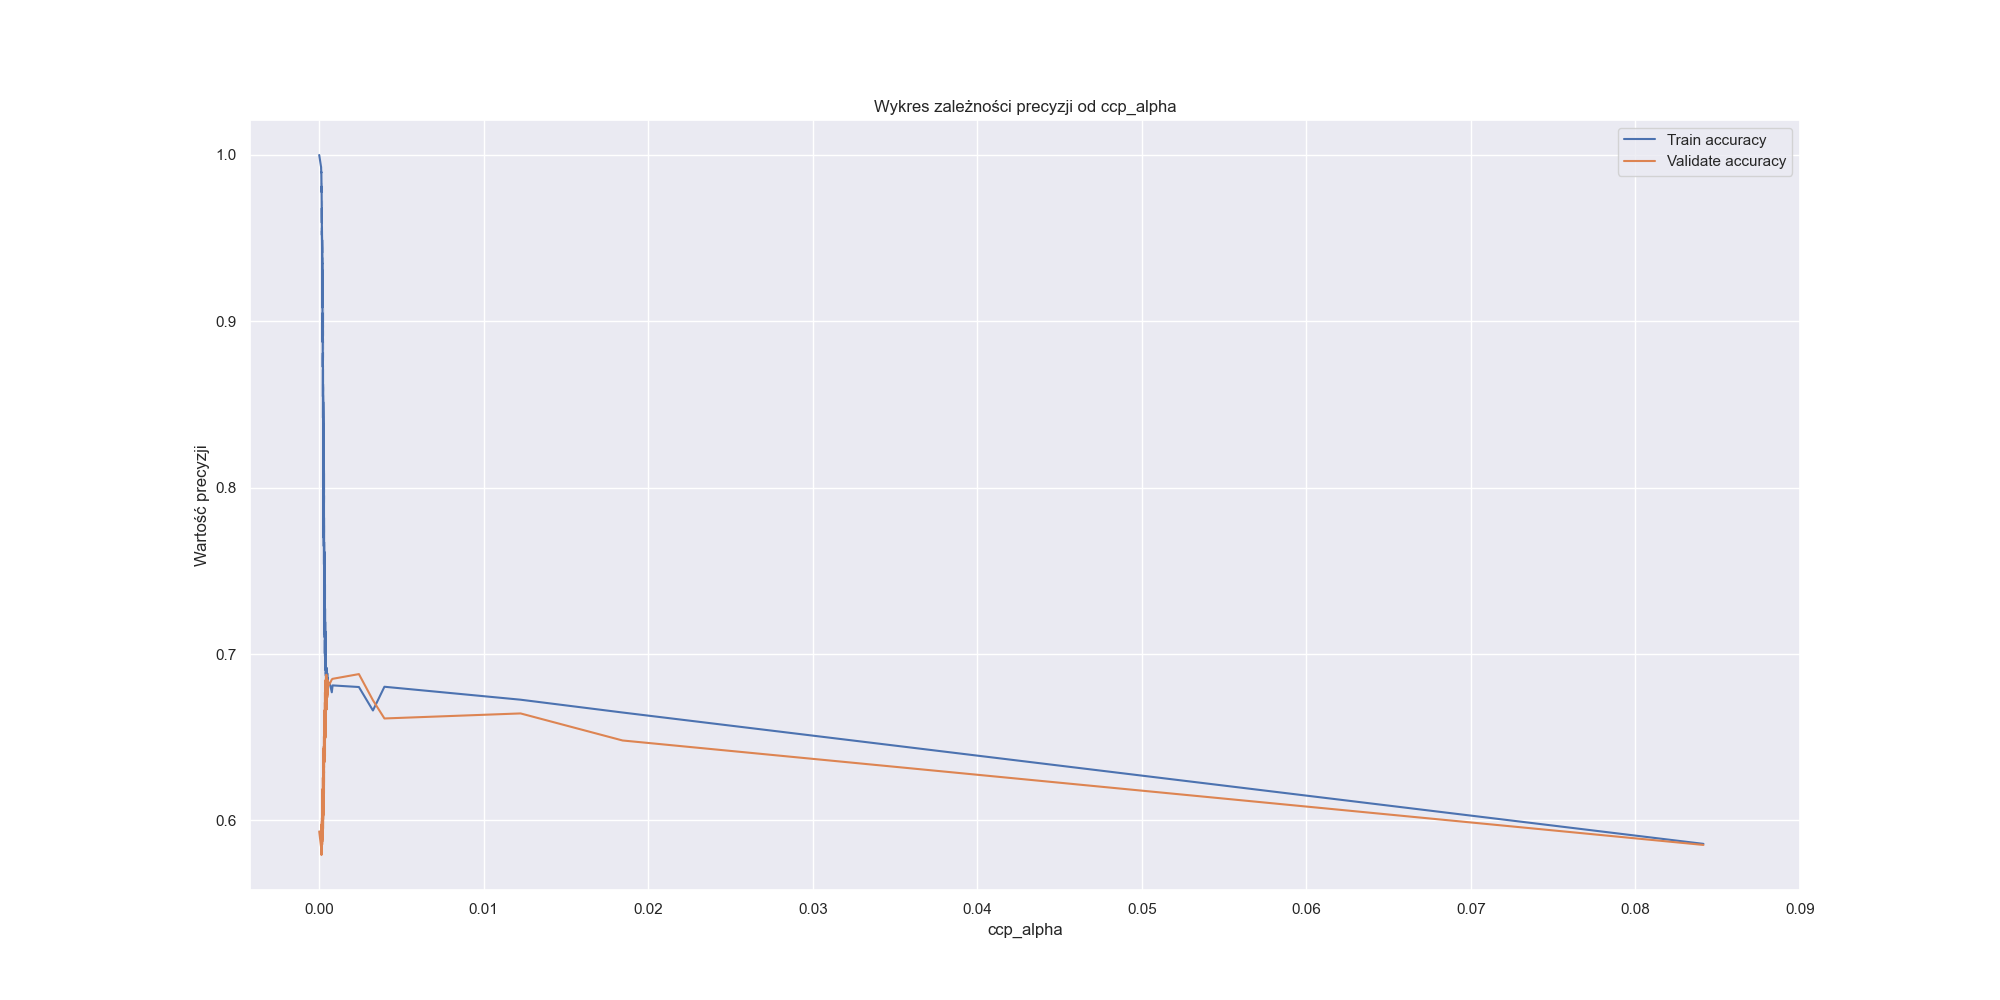 Wykres zależności precyzji od ccp_alpha
Train accuracy
Validate accuracy
1.0
0.9
0.8
0.7
0.6
Wartość precyzji
0.00 0.01 0.02 0.03 0.04 0.05 0.06 0.07 0.08 0.09
ccp_alpha